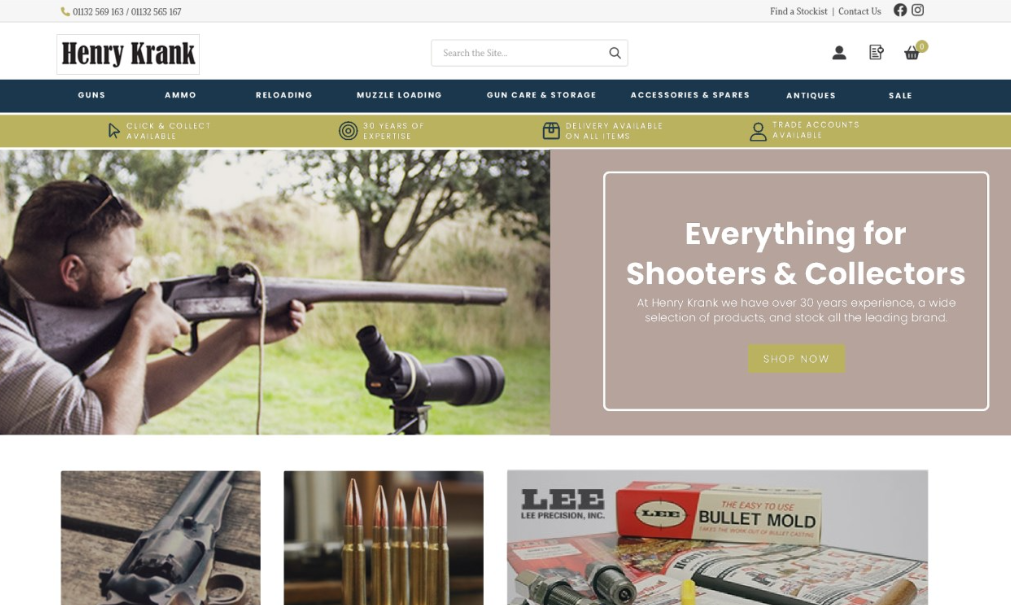 01132 569 163 / 01132 565 167
Find a Stockist | Contact Us
Henry Krank
Search the Site...
0
GUNS AMMO RELOADING MUZZLE LOADING GUN CARE & STORAGE ACCESSORIES & SPARES ANTIQUES SALE
CLICK & COLLECT
AVAILABLE
30 YEARS OF
EXPERTISE
DELIVERY AVAILABLE
ON ALL ITEMS
TRADE ACCOUNTS
AVAILABLE
Everything for
Shooters & Collectors
At Henry Krank we have over 30 years experience, a wide
selection of products, and stock all the leading brand.
SHOP NOW
LEE
LEE PRECISION, INC.
LEE
THE EASY TO USE
BULLET MOLD
TAKES THE WORK OUT OF BULLET CASTING